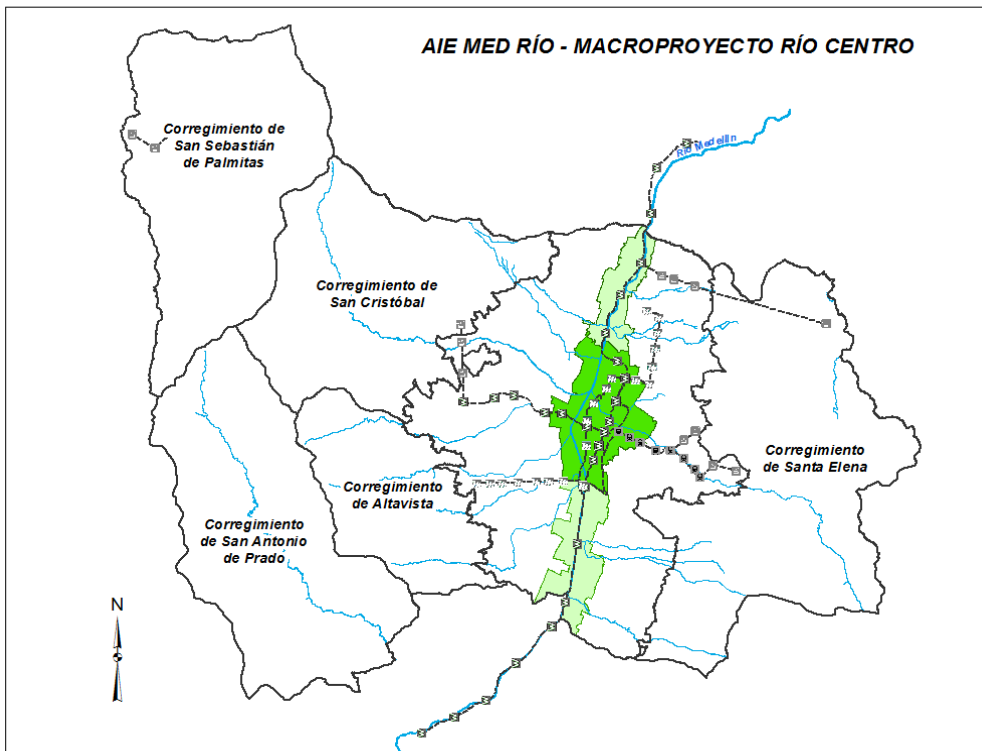 AIE MED RÍO - MACROPROYECTO RÍO CENTRO
Río Medellín
Corregimiento de
San Sebastián
de Palmitas
Corregimiento de
San Cristóbal
Corregimiento
de Santa Elena
Corregimiento
de Altavista
Corregimiento
de San Antonio
de Prado
N